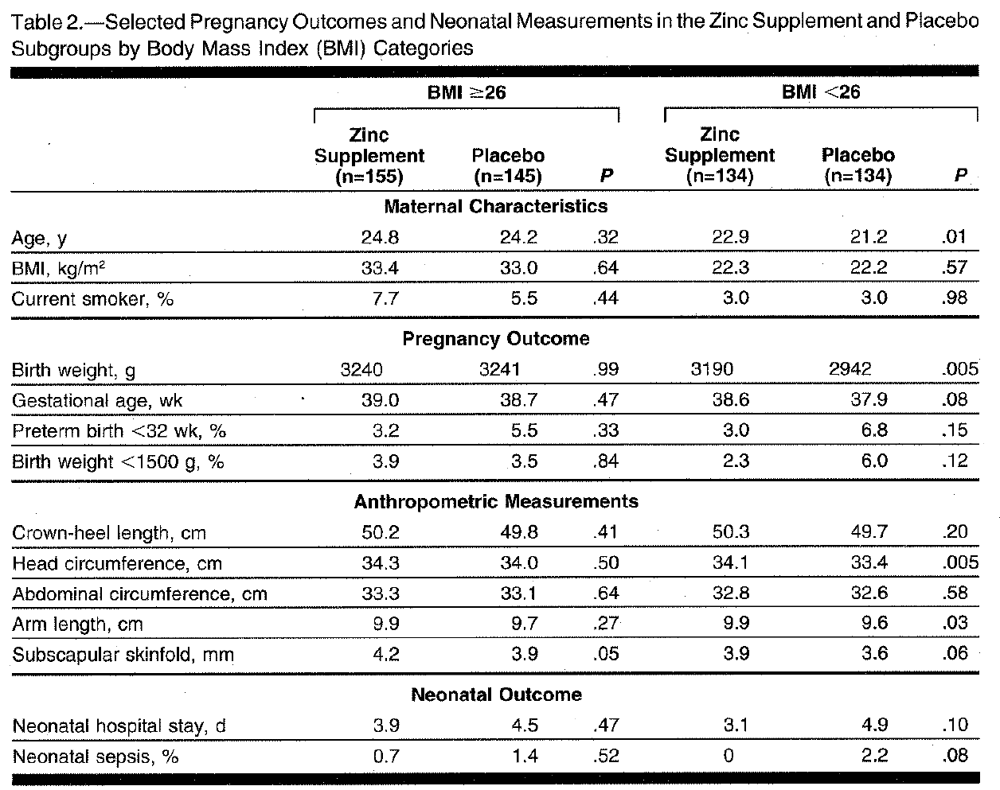 Table 2.—Selected Pregnancy Outcomes and Neonatal Measurements in the Zinc Supplement and Placebo
Subgroups by Body Mass Index (BMI) Categories
BMI ≥26 BMI <26
Zinc Zinc
Supplement Placebo Supplement Placebo
(n=155) (n=145) P (n=134) (n=134) P
Maternal Characteristics
Age, y 24.8 24.2 .32 22.9 21.2 .01
BMI, kg/m² 33.4 33.0 .64 22.3 22.2 .57
Current smoker, % 7.7 5.5 .44 3.0 3.0 .98
Pregnancy Outcome
Birth weight, g 3240 3241 .99 3190 2942 .005
Gestational age, wk 39.0 38.7 .47 38.6 37.9 .08
Preterm birth <32 wk, % 3.2 5.5 .33 3.0 6.8 .15
Birth weight <1500 g, % 3.9 3.5 .84 2.3 6.0 .12
Anthropometric Measurements
Crown-heel length, cm 50.2 49.8 .41 50.3 49.7 .20
Head circumference, cm 34.3 34.0 .50 34.1 33.4 .005
Abdominal circumference, cm 33.3 33.1 .64 32.8 32.6 .58
Arm length, cm 9.9 9.7 .27 9.9 9.6 .03
Subscapular skinfold, mm 4.2 3.9 .05 3.9 3.6 .06
Neonatal Outcome
Neonatal hospital stay, d 3.9 4.5 .47 3.1 4.9 .10
Neonatal sepsis, % 0.7 1.4 .52 0 2.2 .08